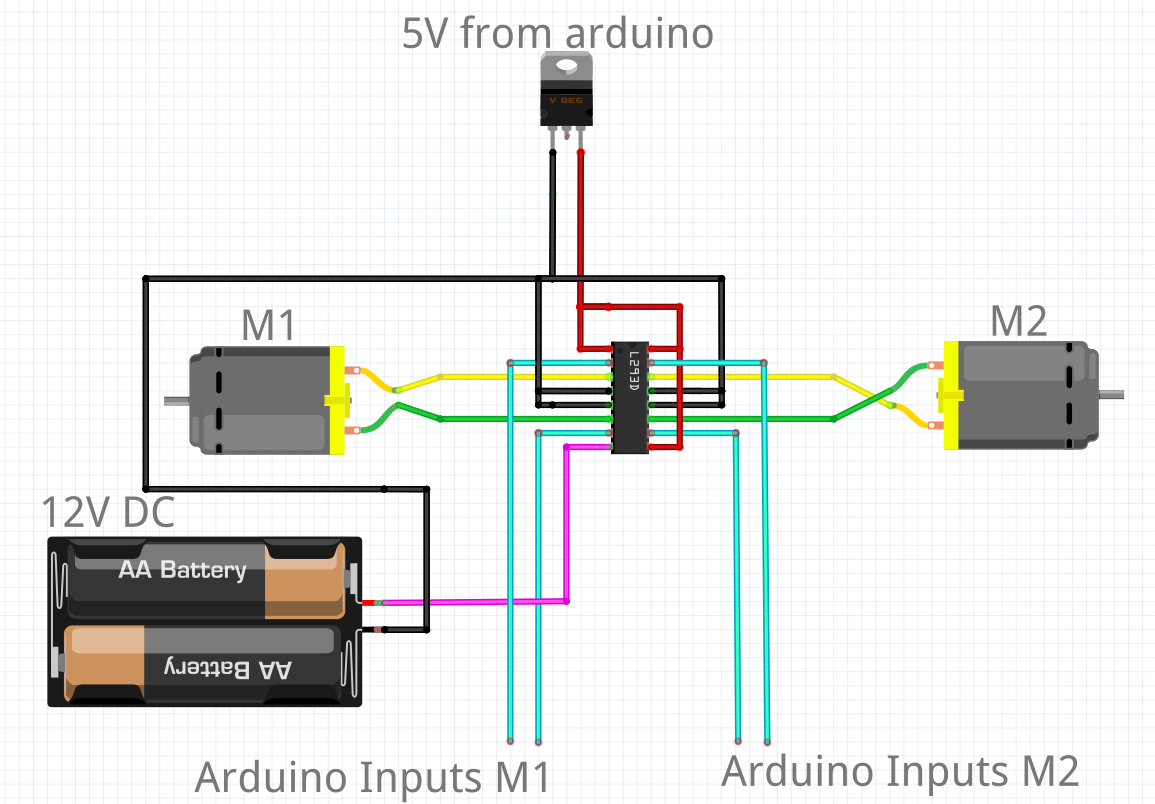 5V from arduino
V REG
M1
M2
L293D
12V DC
AA Battery
AA Battery
Arduino Inputs M1
Arduino Inputs M2